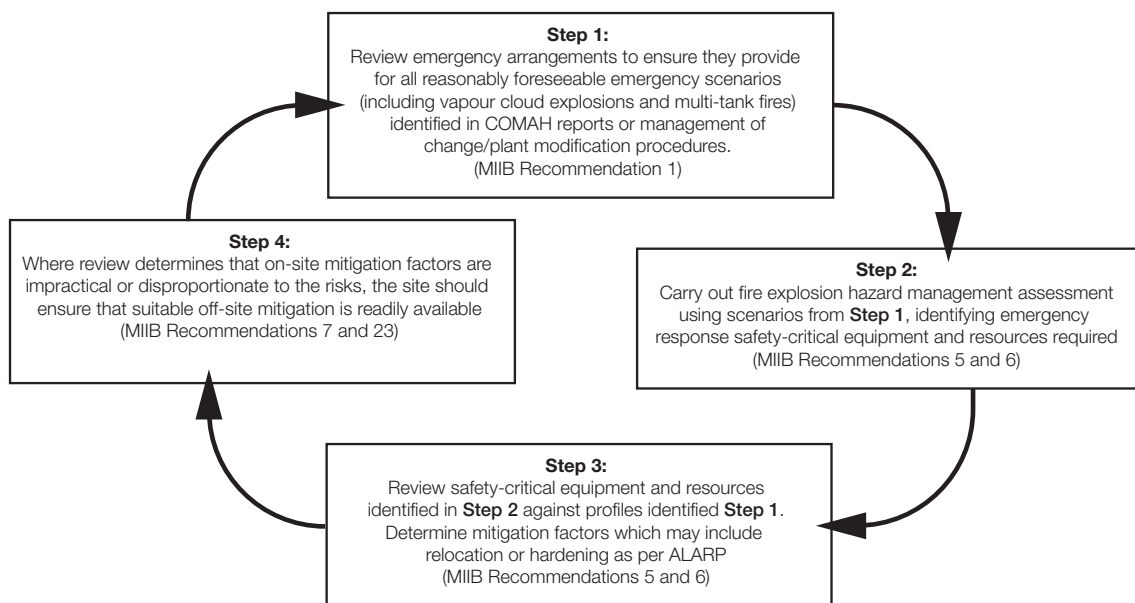 Step 1:
Review emergency arrangements to ensure they provide
for all reasonably foreseeable emergency scenarios
(including vapour cloud explosions and multi-tank fires)
identified in COMAH reports or management of
change/plant modification procedures.
(MIIB Recommendation 1)
Step 2:
Carry out fire explosion hazard management assessment
using scenarios from Step 1, identifying emergency
response safety-critical equipment and resources required
(MIIB Recommendations 5 and 6)
Step 3:
Review safety-critical equipment and resources
identified in Step 2 against profiles identified Step 1.
Determine mitigation factors which may include
relocation or hardening as per ALARP
(MIIB Recommendations 5 and 6)
Step 4:
Where review determines that on-site mitigation factors are
impractical or disproportionate to the risks, the site should
ensure that suitable off-site mitigation is readily available
(MIIB Recommendations 7 and 23)